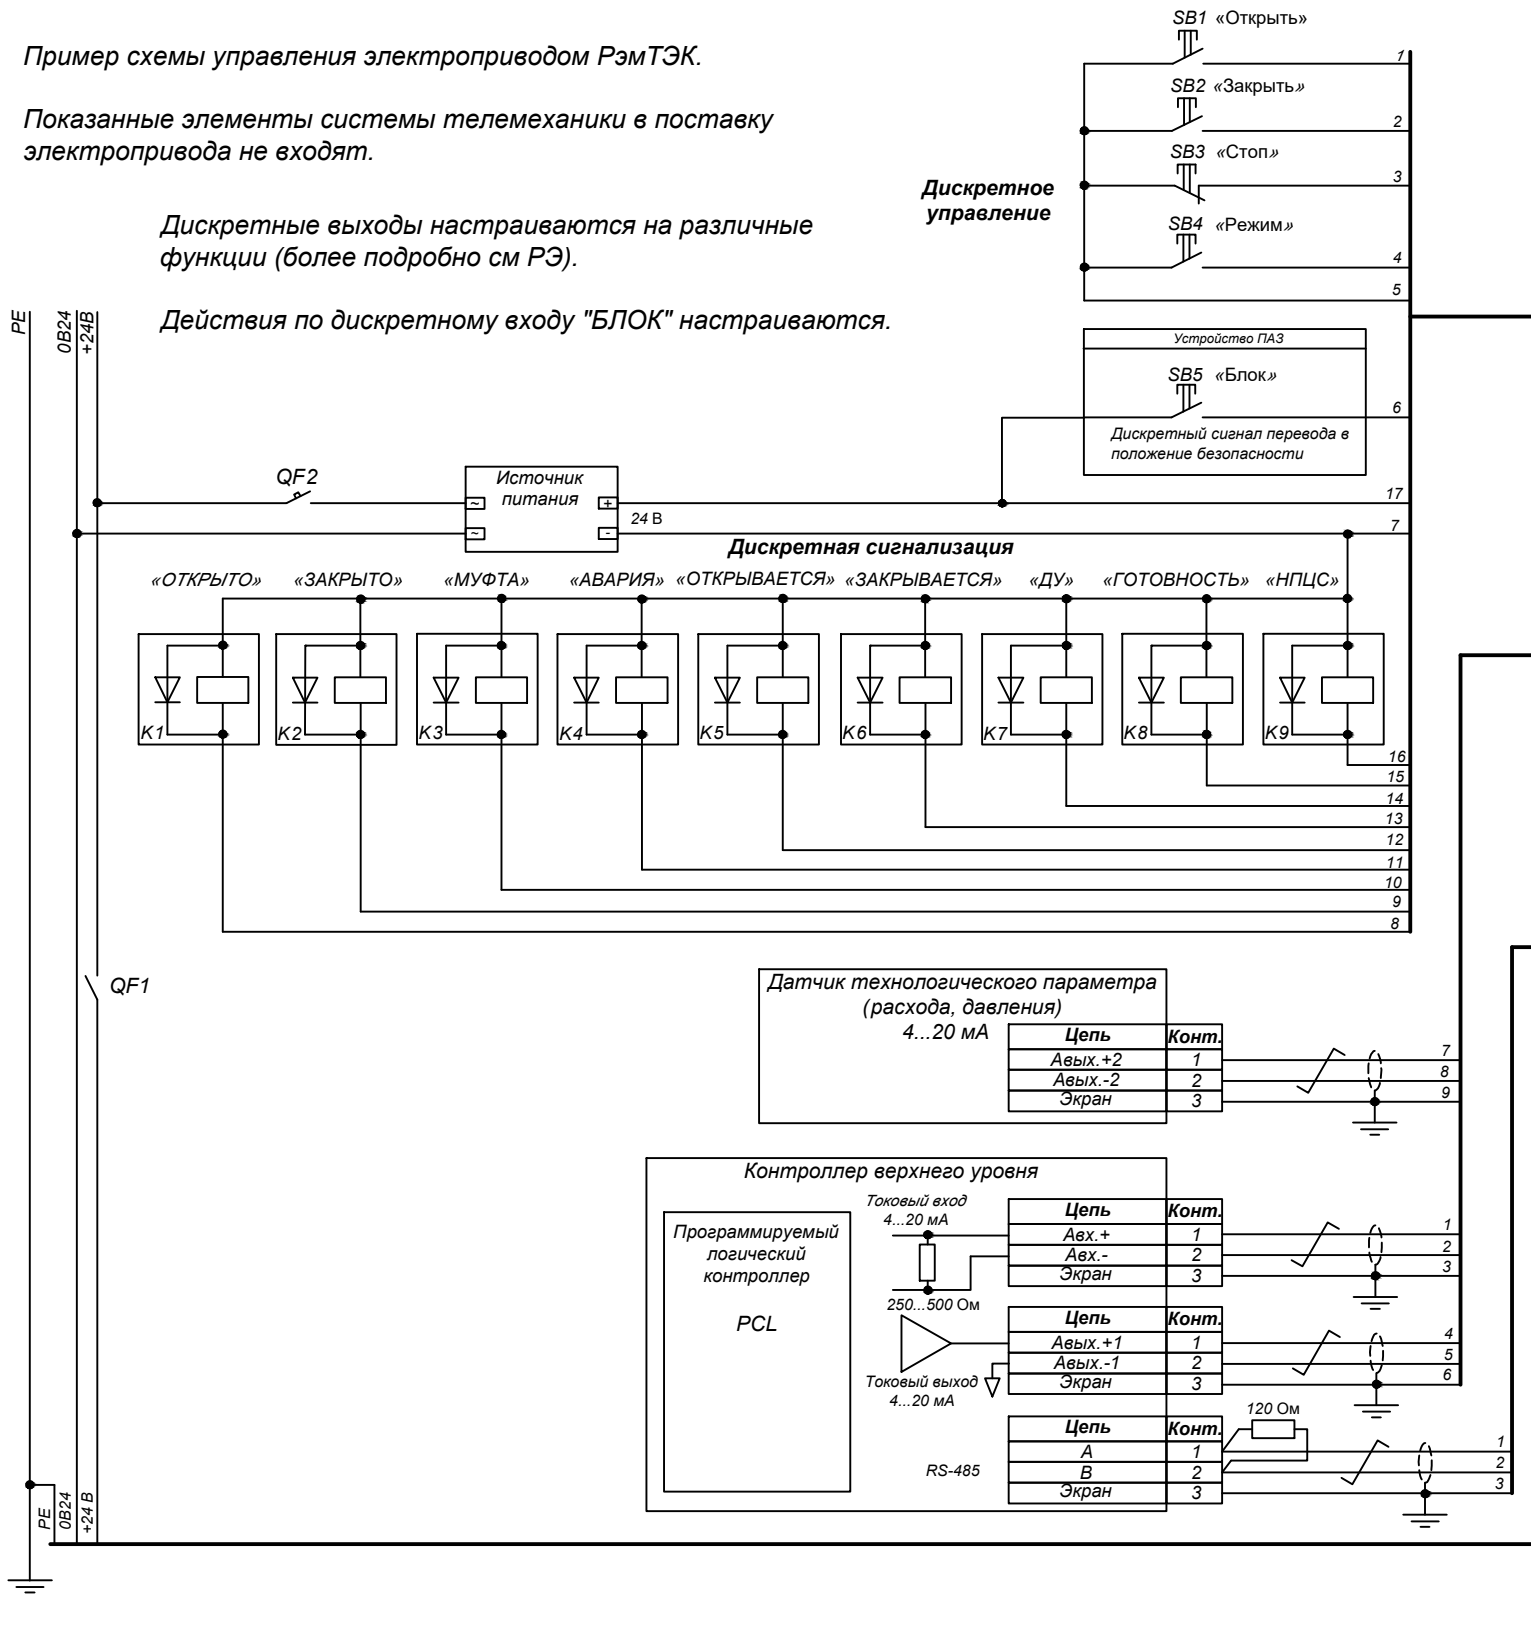 Пример схемы управления электроприводом РэмТЭК.
Показанные элементы системы телемеханики в поставку
электропривода не входят.
Дискретные выходы настраиваются на различные
функции (более подробно см РЭ).
Действия по дискретному входу "БЛОК" настраиваются.
SB1 «Открыть»
1
SB2 «Закрыть»
2
SB3 «Стоп»
3
Дискретное
управление
SB4 «Режим»
4
5
PE
0В24
+24В
Устройство ПАЗ
SB5 «Блок»
6
Дискретный сигнал перевода в
положение безопасности
QF2
Источник
питания
~
+
~
-
24 В
17
7
Дискретная сигнализация
«ОТКРЫТО» «ЗАКРЫТО» «МУФТА» «АВАРИЯ» «ОТКРЫВАЕТСЯ» «ЗАКРЫВАЕТСЯ» «ДУ» «ГОТОВНОСТЬ» «НПЦС»
K1 K2 K3 K4 K5 K6 K7 K8 K9
16
15
14
13
12
11
10
9
8
QF1
Датчик технологического параметра
(расхода, давления)
4...20 мА
Цепь Конт.
Авых.+2 1
Авых.-2 2
Экран 3
7
8
9
Контроллер верхнего уровня
Программируемый
логический
контроллер
PCL
Токовый вход
4...20 мА
250...500 Ом
Цепь Конт.
Авх.+ 1
Авх.- 2
Экран 3
1
2
3
Токовый выход
4...20 мА
Цепь Конт.
Авых.+1 1
Авых.-1 2
Экран 3
4
5
6
RS-485
Цепь Конт.
A 1
B 2
Экран 3
120 Ом
1
2
3
PE
0В24
+24 В